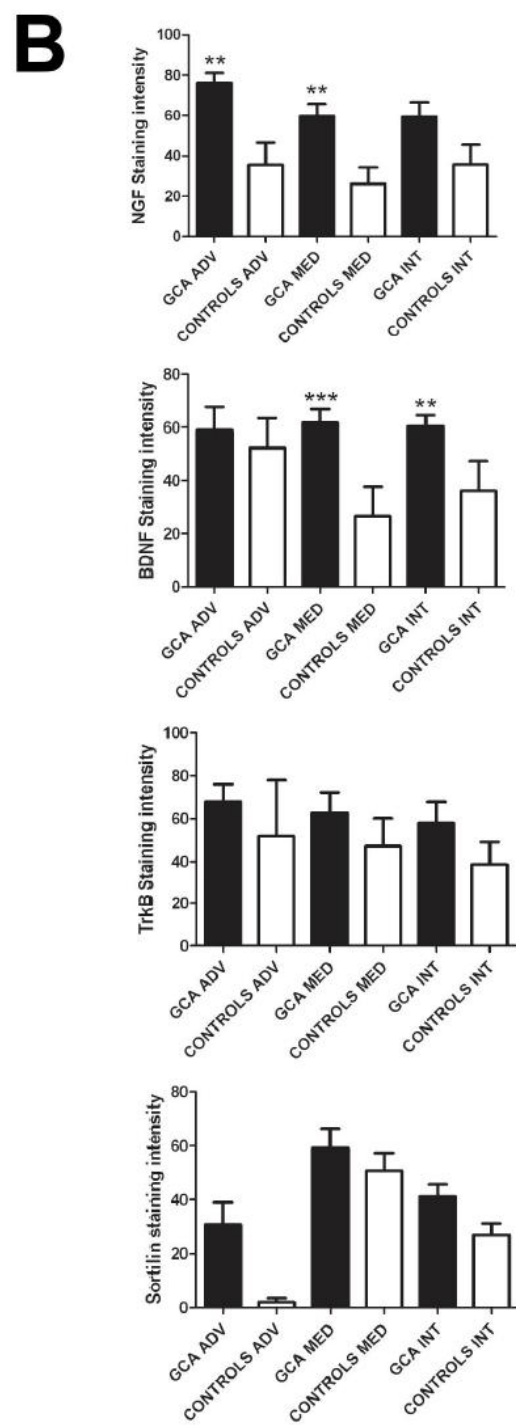 B
NGF Staining intensity
100
80
60
40
20
0
**
**
GCA ADV
CONTROLS ADV
GCA MED
CONTROLS MED
GCA INT
CONTROLS INT
BDNF Staining intensity
80
60
40
20
0
***
**
GCA ADV
CONTROLS ADV
GCA MED
CONTROLS MED
GCA INT
CONTROLS INT
TrkB Staining intensity
100
80
60
40
20
0
GCA ADV
CONTROLS ADV
GCA MED
CONTROLS MED
GCA INT
CONTROLS INT
Sortilin staining intensity
80
60
40
20
0
GCA ADV
CONTROLS ADV
GCA MED
CONTROLS MED
GCA INT
CONTROLS INT